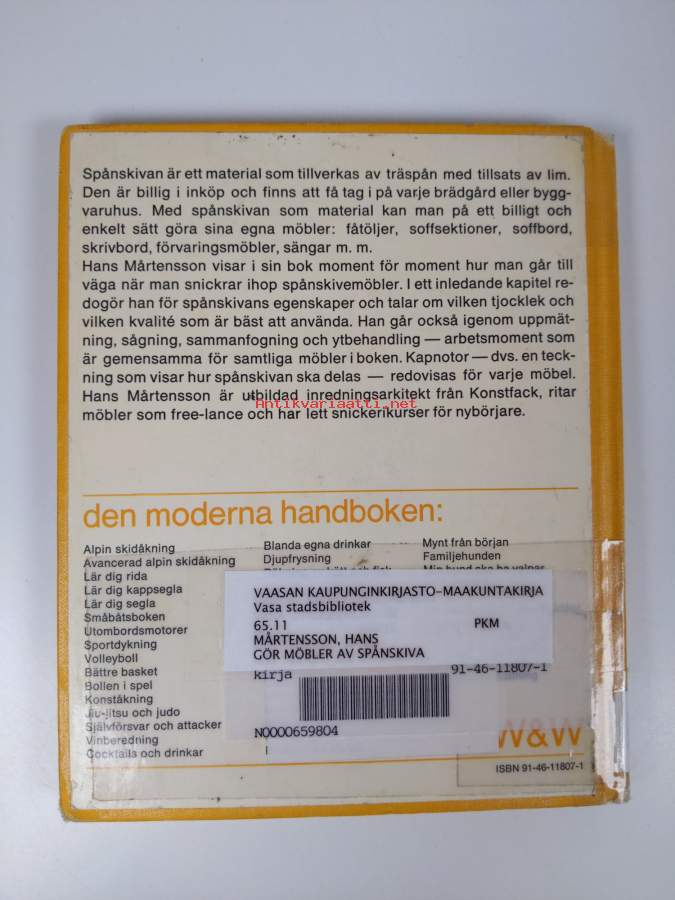 Spånskivan är ett material som tillverkas av träspån med tillsats av lim.
Den är billig i inköp och finns att få tag i på varje brädgård eller bygg-
varuhus. Med spånskivan som material kan man på ett billigt och
enkelt sätt göra sina egna möbler: fåtöljer, soffsektioner, soffbord,
skrivbord, förvaringsmöbler, sängar m. m.
Hans Mårtensson visar i sin bok moment för moment hur man går till
väga när man snickrar ihop spånskivemöbler. I ett inledande kapitel re-
dogör han för spånskivans egenskaper och talar om vilken tjocklek och
vilken kvalité som är bäst att använda. Han går också igenom uppmät-
ning, sågning, sammanfogning och ytbehandling — arbetsmoment som
är gemensamma för samtliga möbler i boken. Kapnotor — dvs. en teck-
ning som visar hur spånskivan ska delas — redovisas för varje möbel.
Hans Mårtensson är utbildad inredningsarkitekt från Konstfack, ritar
Antikvariaatti.net
möbler som free-lance och har lett snickerikurser för nybörjare.
den moderna handboken:
Alpin skidåkning
Avancerad alpin skidåkning
Lär dig rida
Lär dig kappsegla
Lär dig segla
Småbåtsboken
Utombordsmotorer
Sportdykning
Volleyboll
Bättre basket
Bollen i spel
Konståkning
Jiu-jitsu och judo
Självförsvar och attacker
Vinberedning
Cocktails och drinkar
Blanda egna drinkar
Djupfrysning
Mynt från början
Familjehunden
Min hund ska ha valpar
VAASAN KAUPUNGINKIRJASTO-MAAKUNTAKIRJA
Vasa stadsbibliotek
65.11 PKM
MÅRTENSSON, HANS
GÖR MÖBLER AV SPÅNSKIVA
kirja 91-46-11807-1
N0000659804
W&W
ISBN 91-46-11807-1